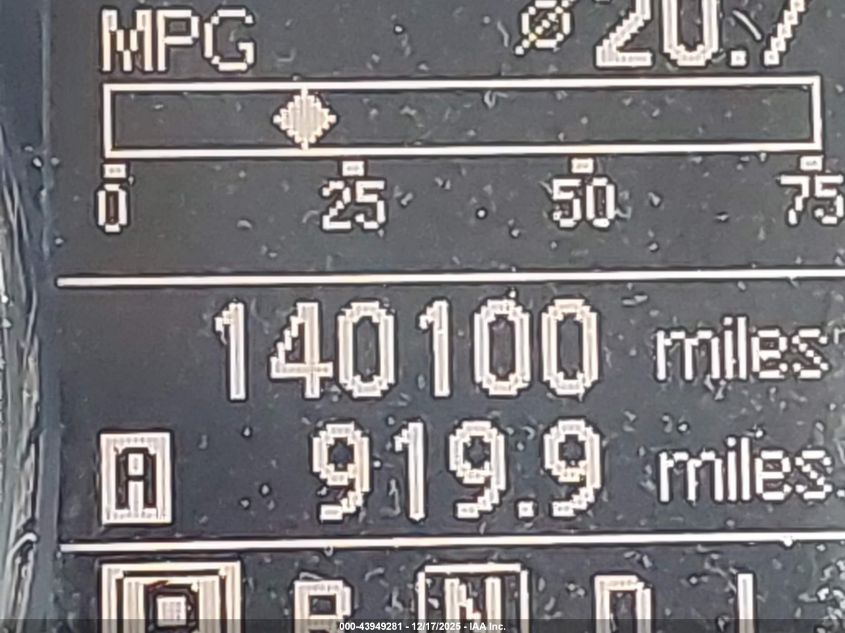 MPG ø 20.7
0 25 50 75
140100 miles
A 919.9 miles
P R N D L
000-43949281 - 12/17/2025 - IAA Inc.